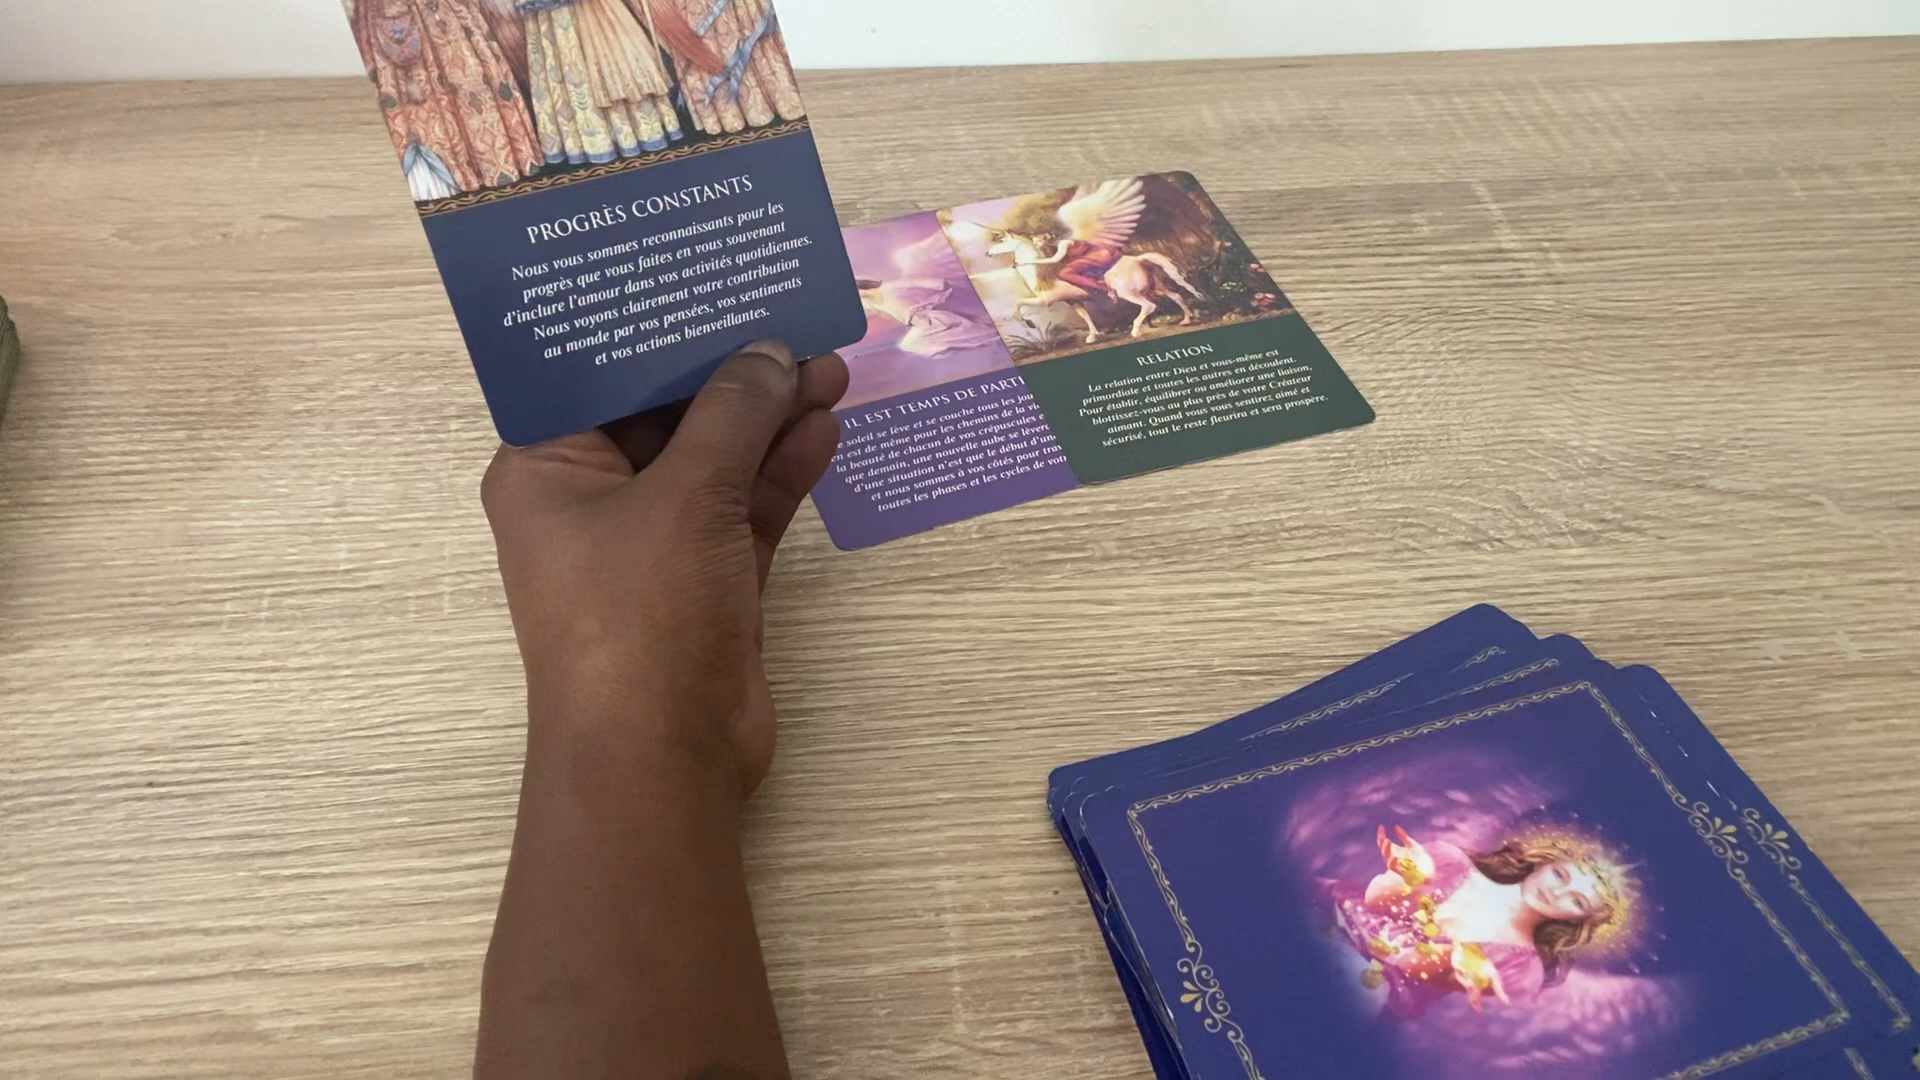 PROGRÈS CONSTANTS
Nous vous sommes reconnaissants pour les
progrès que vous faites en vous souvenant
d'inclure l'amour dans vos activités quotidiennes.
Nous voyons clairement votre contribution
au monde par vos pensées, vos sentiments
et vos actions bienveillantes.
IL EST TEMPS DE PARTI
soleil se lève et se couche tous les jou
en est de même pour les chemins de la vi
la beauté de chacun de vos crépuscules e
que demain, une nouvelle aube se lèvera
d'une situation n'est que le début d'une
et nous sommes à vos côtés pour trav
toutes les phases et les cycles de vot
RELATION
La relation entre Dieu et vous-même est
primordiale et toutes les autres en découlent.
Pour établir, équilibrer ou améliorer une liaison,
blottissez-vous au plus près de votre Créateur
aimant. Quand vous vous sentirez aimé et
sécurisé, tout le reste fleurira et sera prospère.